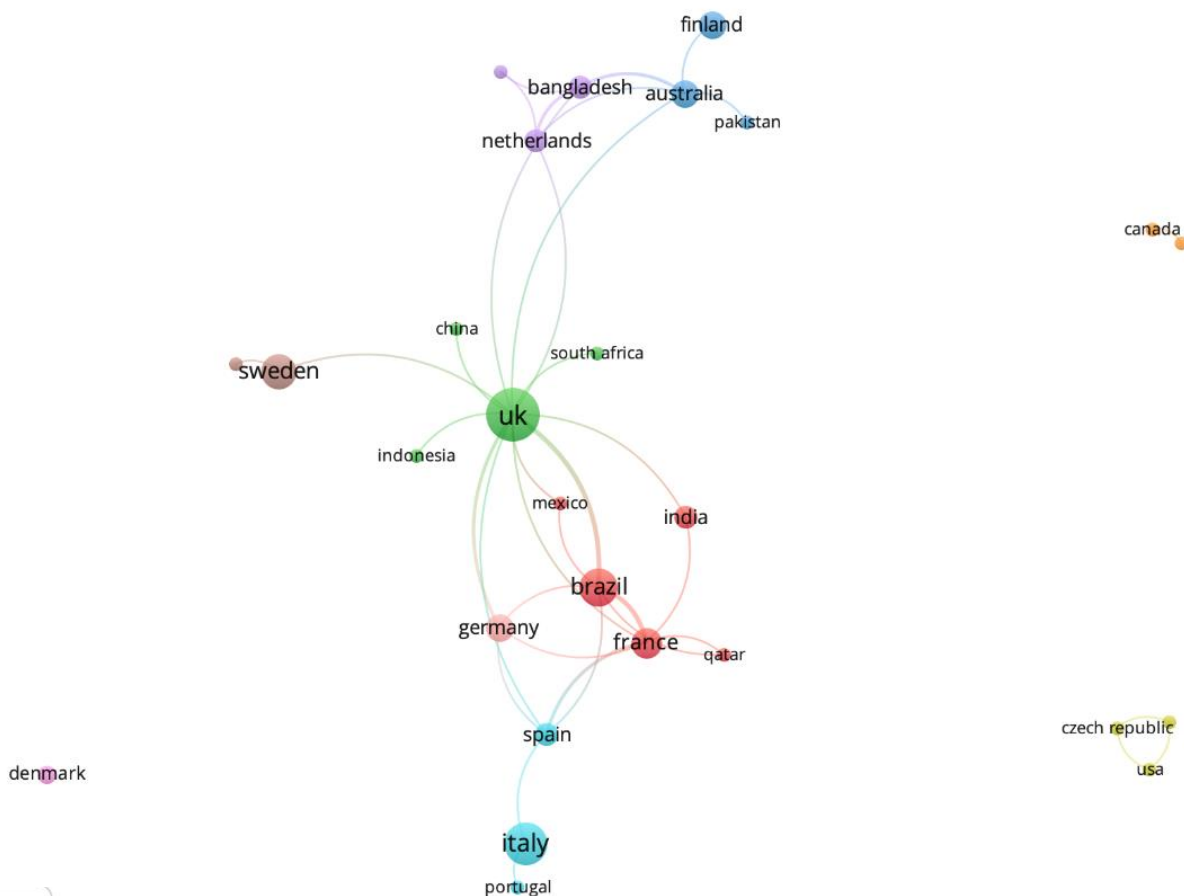 finland
bangladesh
australia
pakistan
netherlands
canada
china
south africa
sweden
uk
indonesia
mexico
india
brazil
germany
france
qatar
czech republic
spain
usa
denmark
italy
portugal